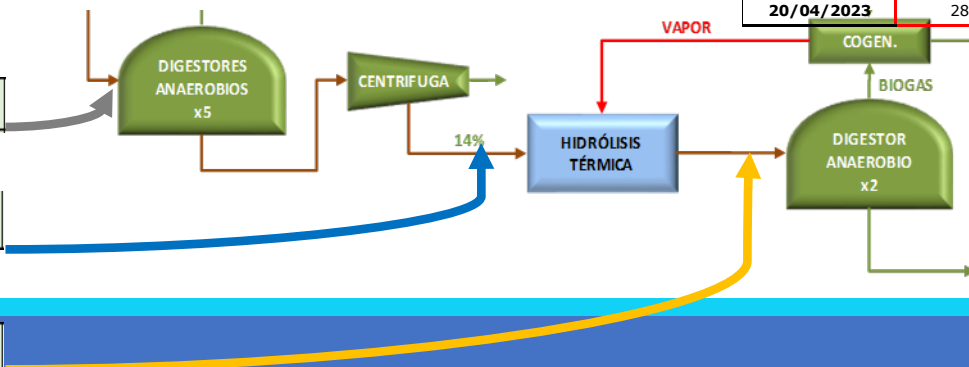 20/04/2023
28
VAPOR
COGEN.
DIGESTORES
ANAEROBIOS
x5
CENTRIFUGA
BIOGAS
14%
HIDRÓLISIS
TÉRMICA
DIGESTOR
ANAEROBIO
x2